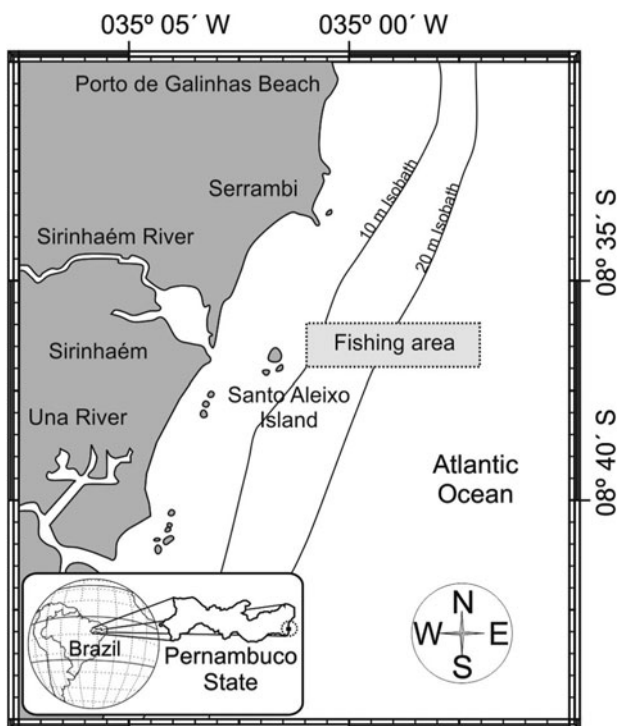 035º 05´ W
035º 00´ W
Porto de Galinhas Beach
Serrambi
10 m Isobath
20 m Isobath
08º 35´ S
Sirinhaém River
Sirinhaém
Fishing area
Santo Aleixo
Island
Una River
Atlantic
Ocean
08º 40´ S
Brazil
Pernambuco
State
N
W
E
S